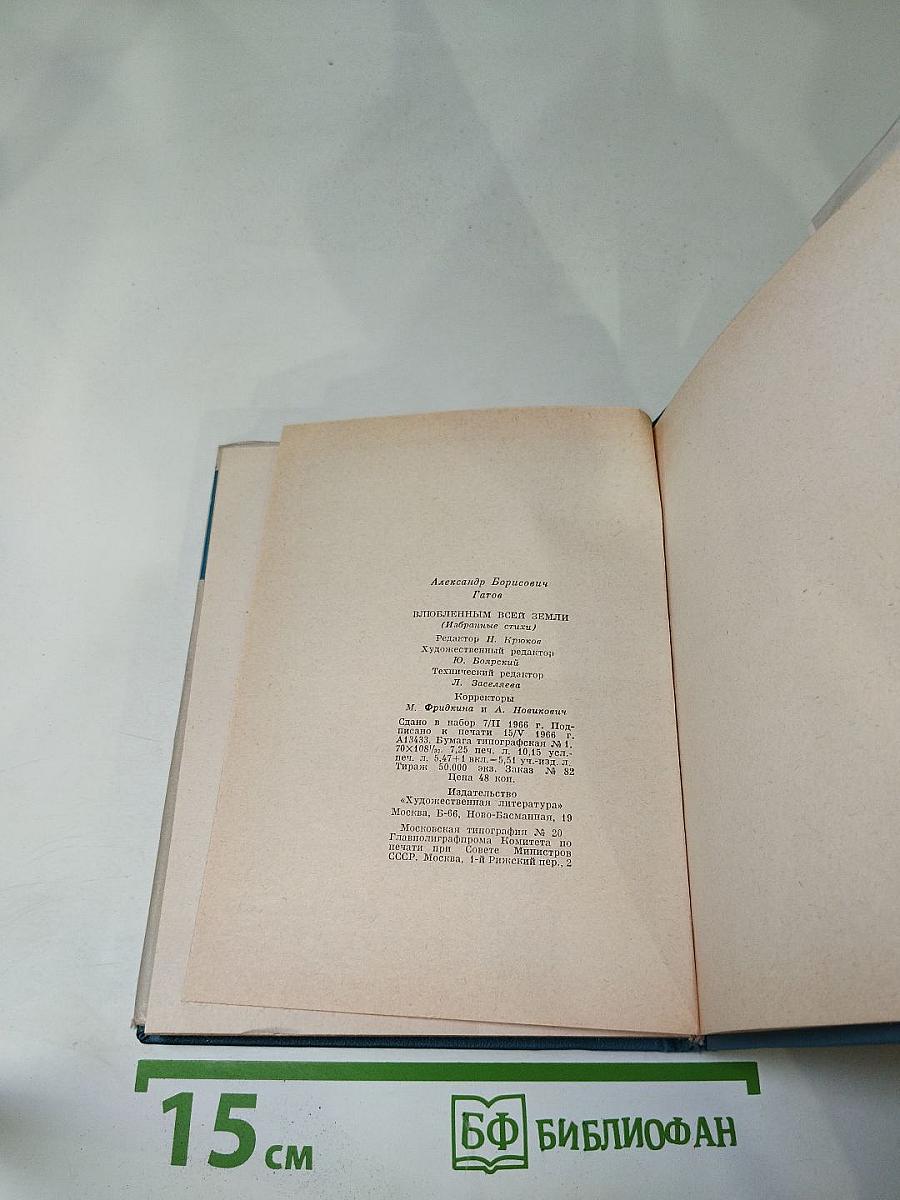 Александр Борисович
Гатов
ВЛЮБЛЕННЫМ ВСЕЙ ЗЕМЛИ
(Избранные стихи)
Редактор Н. Крюков
Художественный редактор
Ю. Боярский
Технический редактор
Л. Заселяева
Корректоры
М. Фридкина и А. Новикович
Сдано в набор 7/II 1966 г. Под-
писано к печати 15/V 1966 г.
А13433. Бумага типографская № 1.
70×108¹/₃₂. 7,25 печ. л. 10,15 усл.-
печ. л. 5,47+1 вкл.=5,51 уч.-изд. л.
Тираж 50.000 экз. Заказ № 82
Цена 48 коп.
Издательство
«Художественная литература»
Москва, Б-66, Ново-Басманная, 19
Московская типография № 20
Главполиграфпрома Комитета по
печати при Совете Министров
СССР. Москва, 1-й Рижский пер., 2
15 см
БФ БИБЛИОФАН